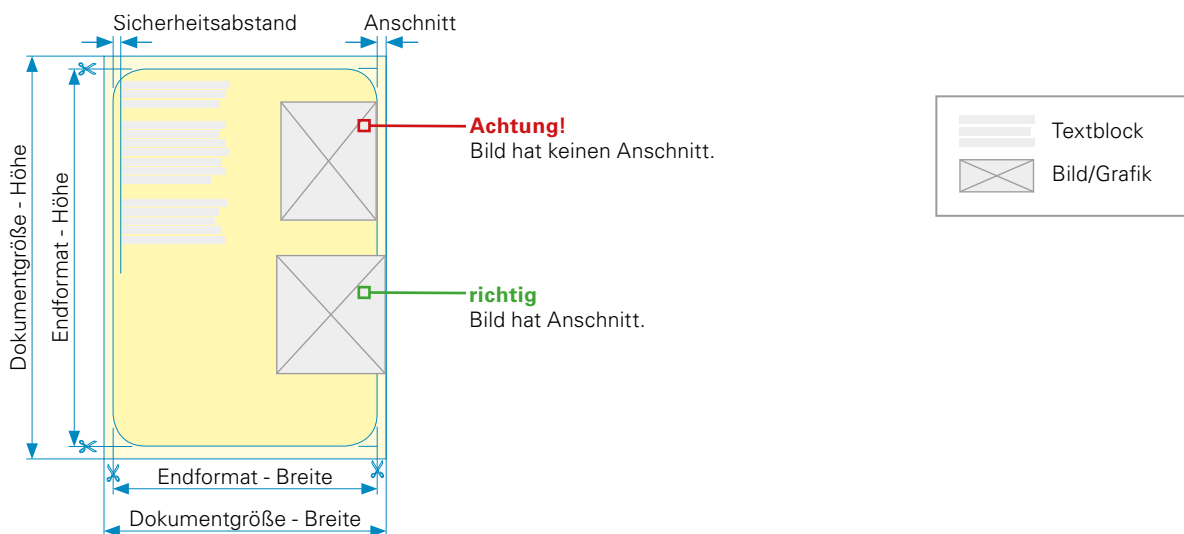 Sicherheitsabstand
Anschnitt
Dokumentgröße - Höhe
Endformat - Höhe
Achtung!
Bild hat keinen Anschnitt.
richtig
Bild hat Anschnitt.
Endformat - Breite
Dokumentgröße - Breite
Textblock
Bild/Grafik